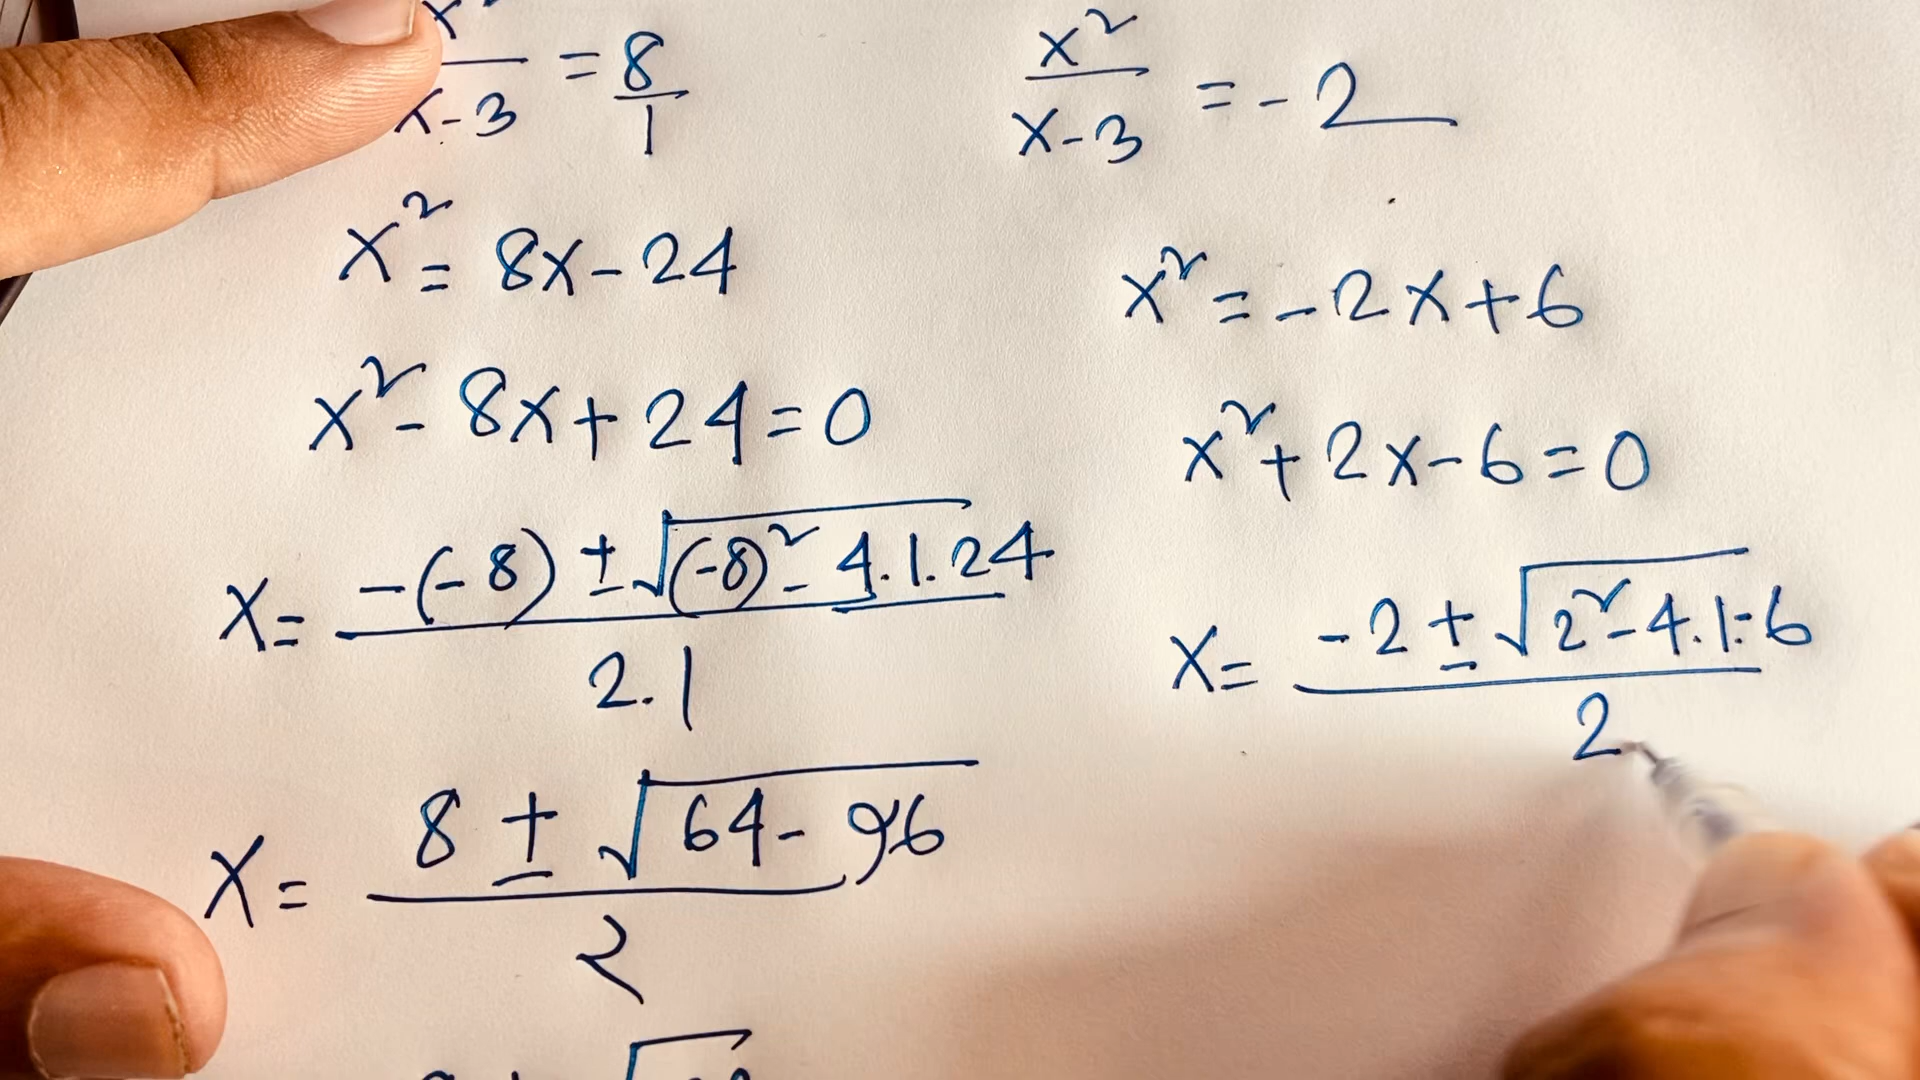 x²/x-3 = 8/1
x² = 8x - 24
x² - 8x + 24 = 0
x = -(-8) ± √(-8)² - 4.1.24 / 2.1
x = 8 ± √64 - 96 / 2
x²/x-3 = -2
x² = -2x + 6
x² + 2x - 6 = 0
x = -2 ± √2² - 4.1.-6 / 2